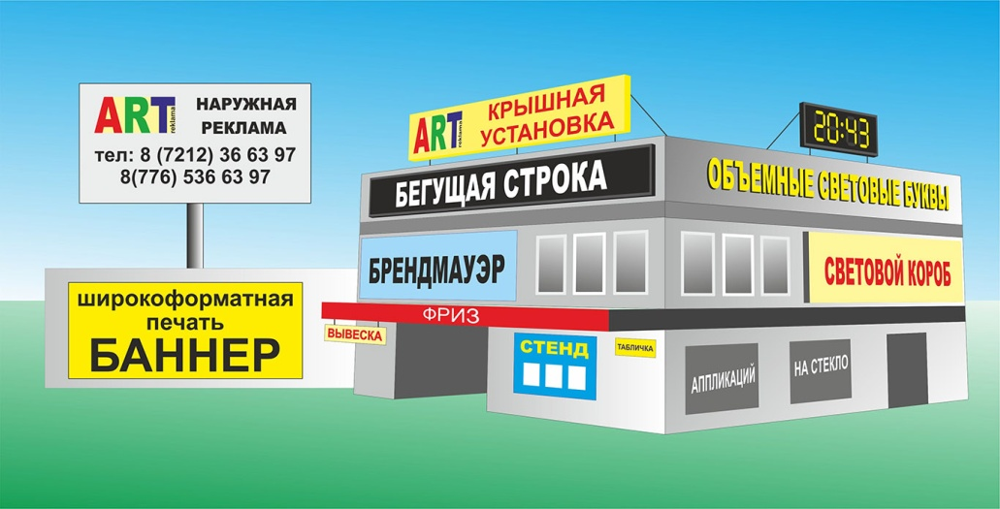 ART reklama НАРУЖНАЯ
РЕКЛАМА
тел: 8 (7212) 36 63 97
8(776) 536 63 97
широкоформатная
печать
БАННЕР
ART reklama КРЫШНАЯ
УСТАНОВКА
БЕГУЩАЯ СТРОКА
БРЕНДМАУЭР
ФРИЗ
ВЫВЕСКА
СТЕНД
ТАБЛИЧКА
20:43
ОБЪЕМНЫЕ СВЕТОВЫЕ БУКВЫ
СВЕТОВОЙ КОРОБ
АППЛИКАЦИЙ
НА СТЕКЛО